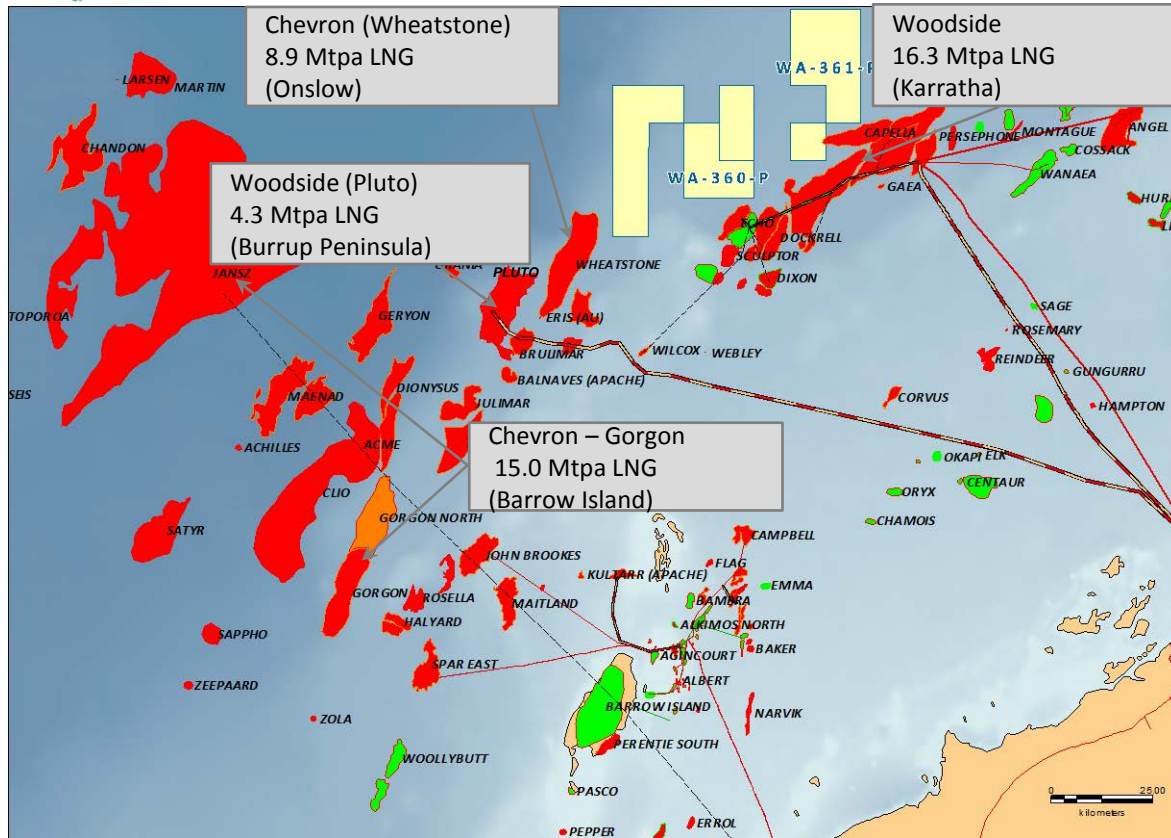 Chevron (Wheatstone)
8.9 Mtpa LNG
(Onslow)
Woodside
16.3 Mtpa LNG
(Karratha)
WA-361-P
LARSEN
MARTIN
CHANDON
CAPELLA
PERSEPHONE
MONTAGUE
ANGEL
COSSACK
WANAEA
Woodside (Pluto)
4.3 Mtpa LNG
(Burrup Peninsula)
WA-360-P
GAEA
ECHO
DOCKRELL
SCULPTOR
DIXON
JANSZ
PLUTO
WHEATSTONE
TOPOROA
GERYON
ERIS (AU)
SAGE
ROSEMARY
BRULIMAR
WILCOX
WEBLEY
REINDEER
GUNGURRU
SEIS
MAENAD
DIONYSUS
BALNAVES (APACHE)
JULIMAR
CORVUS
HAMPTON
ACHILLES
ACME
Chevron – Gorgon
15.0 Mtpa LNG
(Barrow Island)
OKAPI
ELK
CLIO
ORYX
CENTAUR
SATYR
GORGON NORTH
CHAMOIS
CAMPBELL
JOHN BROOKES
KULTARR (APACHE)
FLAG
EMMA
GORGON
ROSELLA
MAITLAND
BAMBRA
HALYARD
ALKIMOS NORTH
SAPPHO
AGINCOURT
BAKER
SPAR EAST
ALBERT
ZEEPAARD
BARROW ISLAND
NARVIK
ZOLA
PERENTIE SOUTH
WOOLLYBUTT
PASCO
0
25.00
kilometers
PEPPER
ERROL